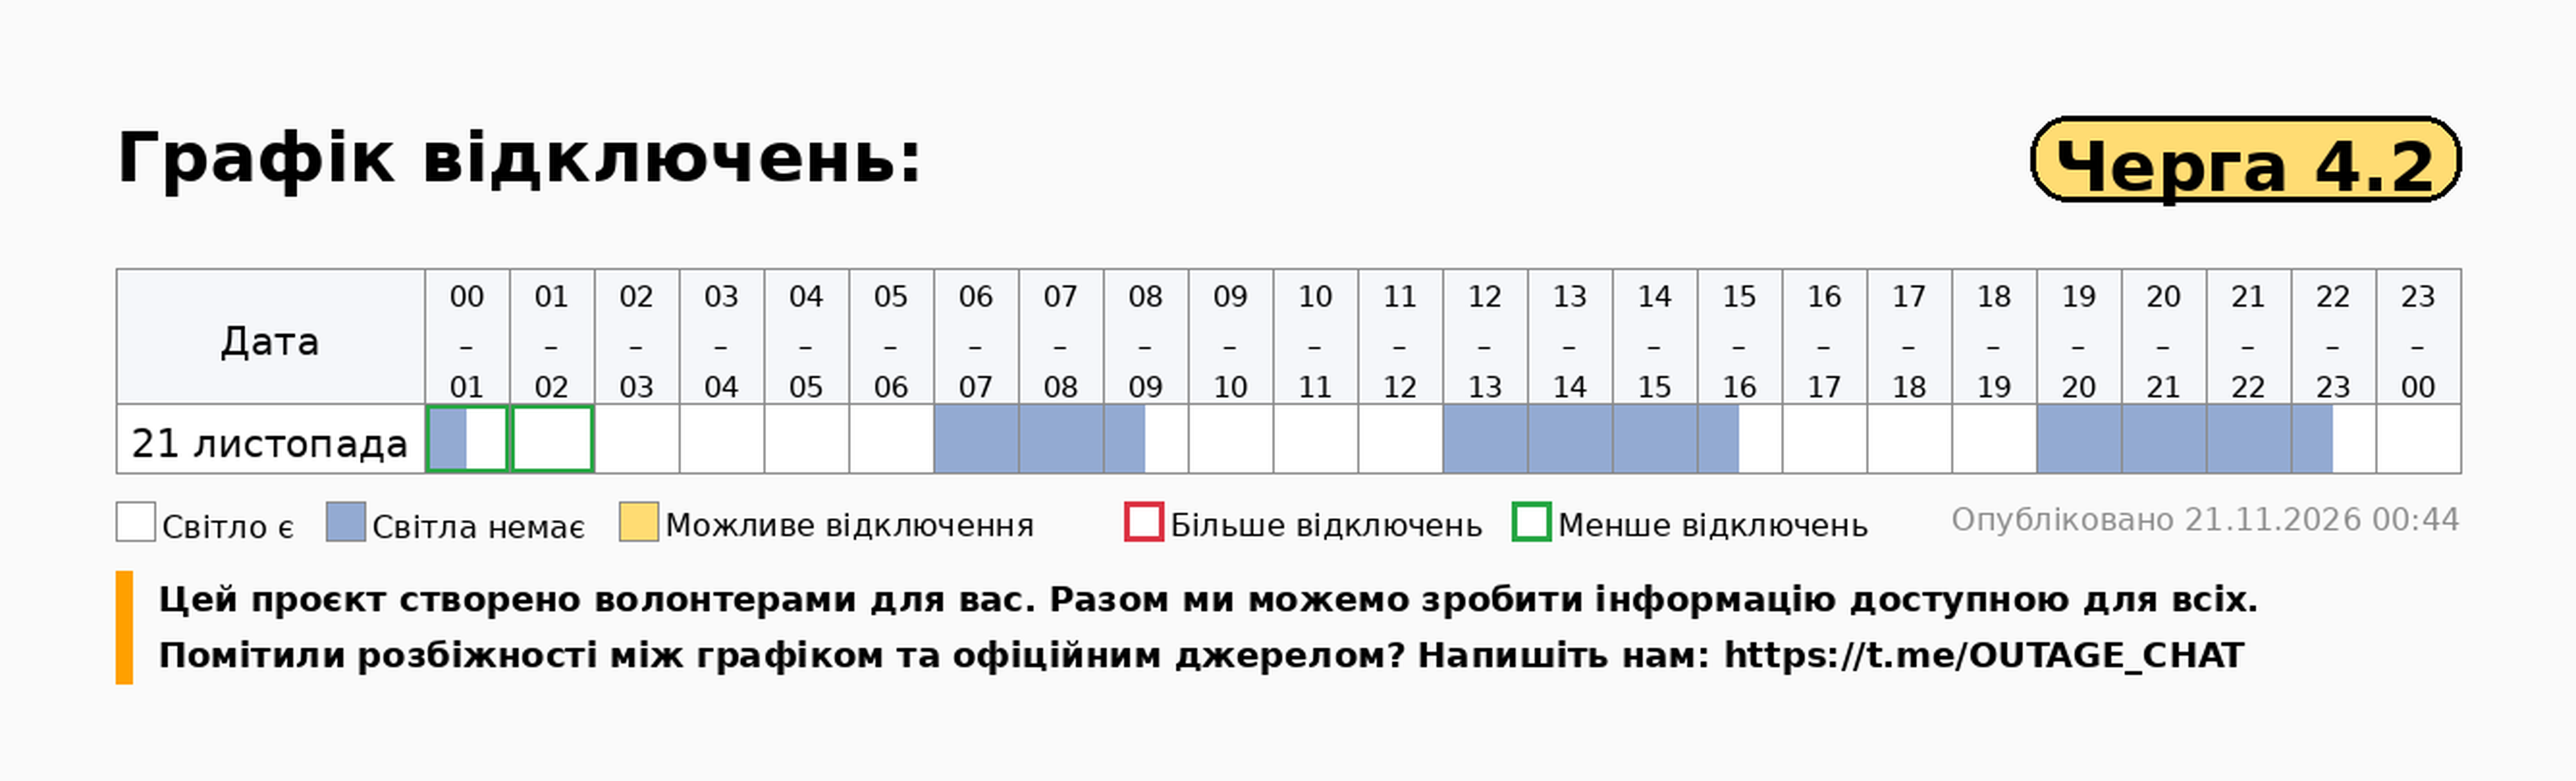 Графік відключень:
Черга 4.2
Дата
00 – 01
01 – 02
02 – 03
03 – 04
04 – 05
05 – 06
06 – 07
07 – 08
08 – 09
09 – 10
10 – 11
11 – 12
12 – 13
13 – 14
14 – 15
15 – 16
16 – 17
17 – 18
18 – 19
19 – 20
20 – 21
21 – 22
22 – 23
23 – 00
21 листопада
Світло є
Світла немає
Можливе відключення
Більше відключень
Менше відключень
Опубліковано 21.11.2026 00:44
Цей проєкт створено волонтерами для вас. Разом ми можемо зробити інформацію доступною для всіх.
Помітили розбіжності між графіком та офіційним джерелом? Напишіть нам: https://t.me/OUTAGE_CHAT